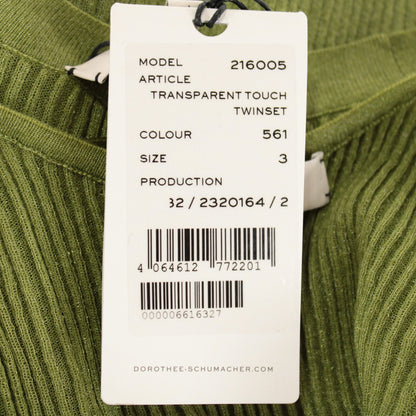 MODEL 216005
ARTICLE
TRANSPARENT TOUCH
TWINSET
COLOUR 561
SIZE 3
PRODUCTION
32 / 2320164 / 2
4 064612 772201
000006616327
DOROTHEE-SCHUMACHER.COM